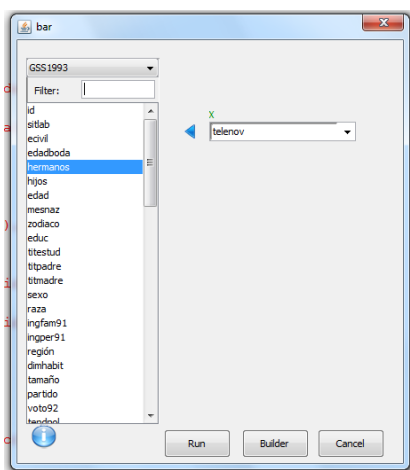 bar
GSS1993
Filter:
id
sitlab
ecivil
edadboda
hermanos
hijos
edad
mesnaz
zodiaco
educ
titestud
titpadre
titmadre
sexo
raza
ingfam91
ingper91
región
dimhabit
tamaño
partido
voto92
tendpol
X
telenov
Run
Builder
Cancel